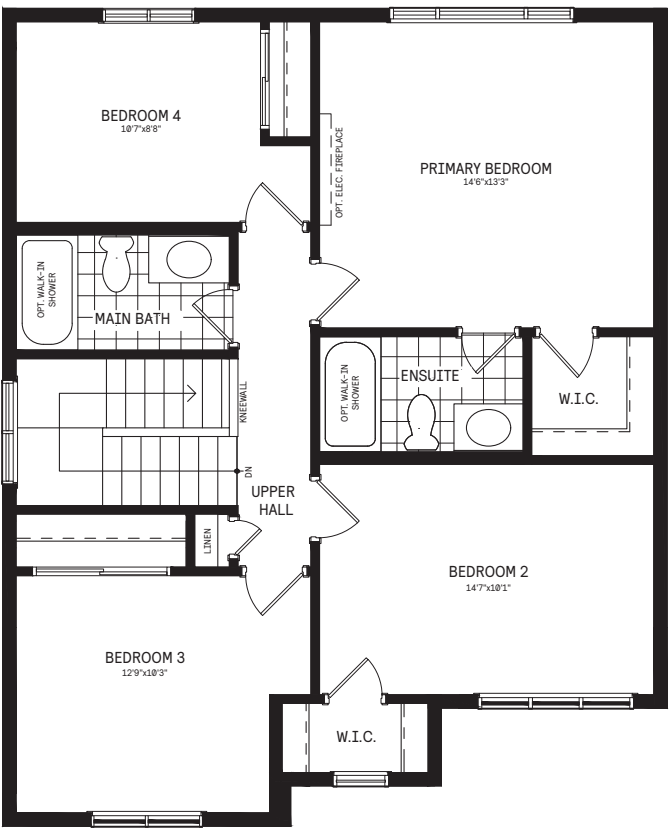 BEDROOM 4
10'7"x8'8"
OPT. ELEC. FIREPLACE
PRIMARY BEDROOM
14'6"x13'3"
OPT. WALK-IN
SHOWER
MAIN BATH
KNEEWALL
OPT. WALK-IN
SHOWER
ENSUITE
W.I.C.
DN
UPPER
HALL
LINEN
BEDROOM 2
14'7"x10'1"
BEDROOM 3
12'9"x10'3"
W.I.C.